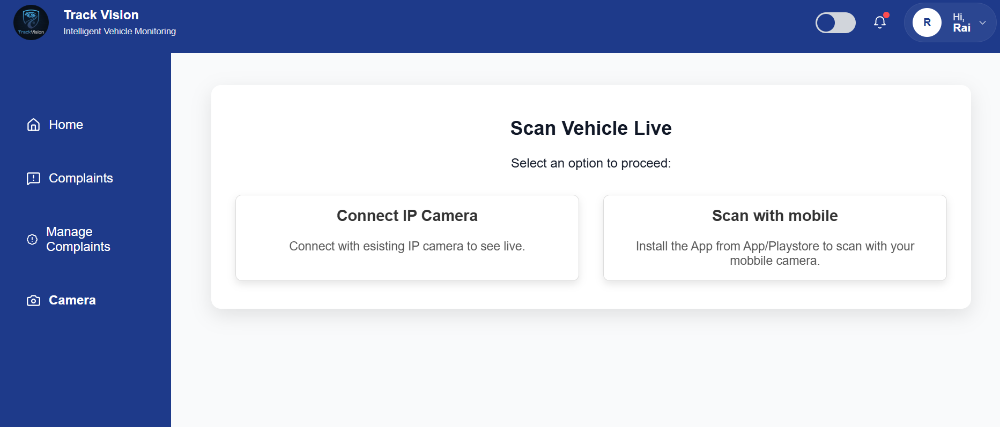 TrackVision
Track Vision
Intelligent Vehicle Monitoring
R
Hi,
Rai
Home
Complaints
Manage
Complaints
Camera
Scan Vehicle Live
Select an option to proceed:
Connect IP Camera
Connect with esisting IP camera to see live.
Scan with mobile
Install the App from App/Playstore to scan with your
mobbile camera.